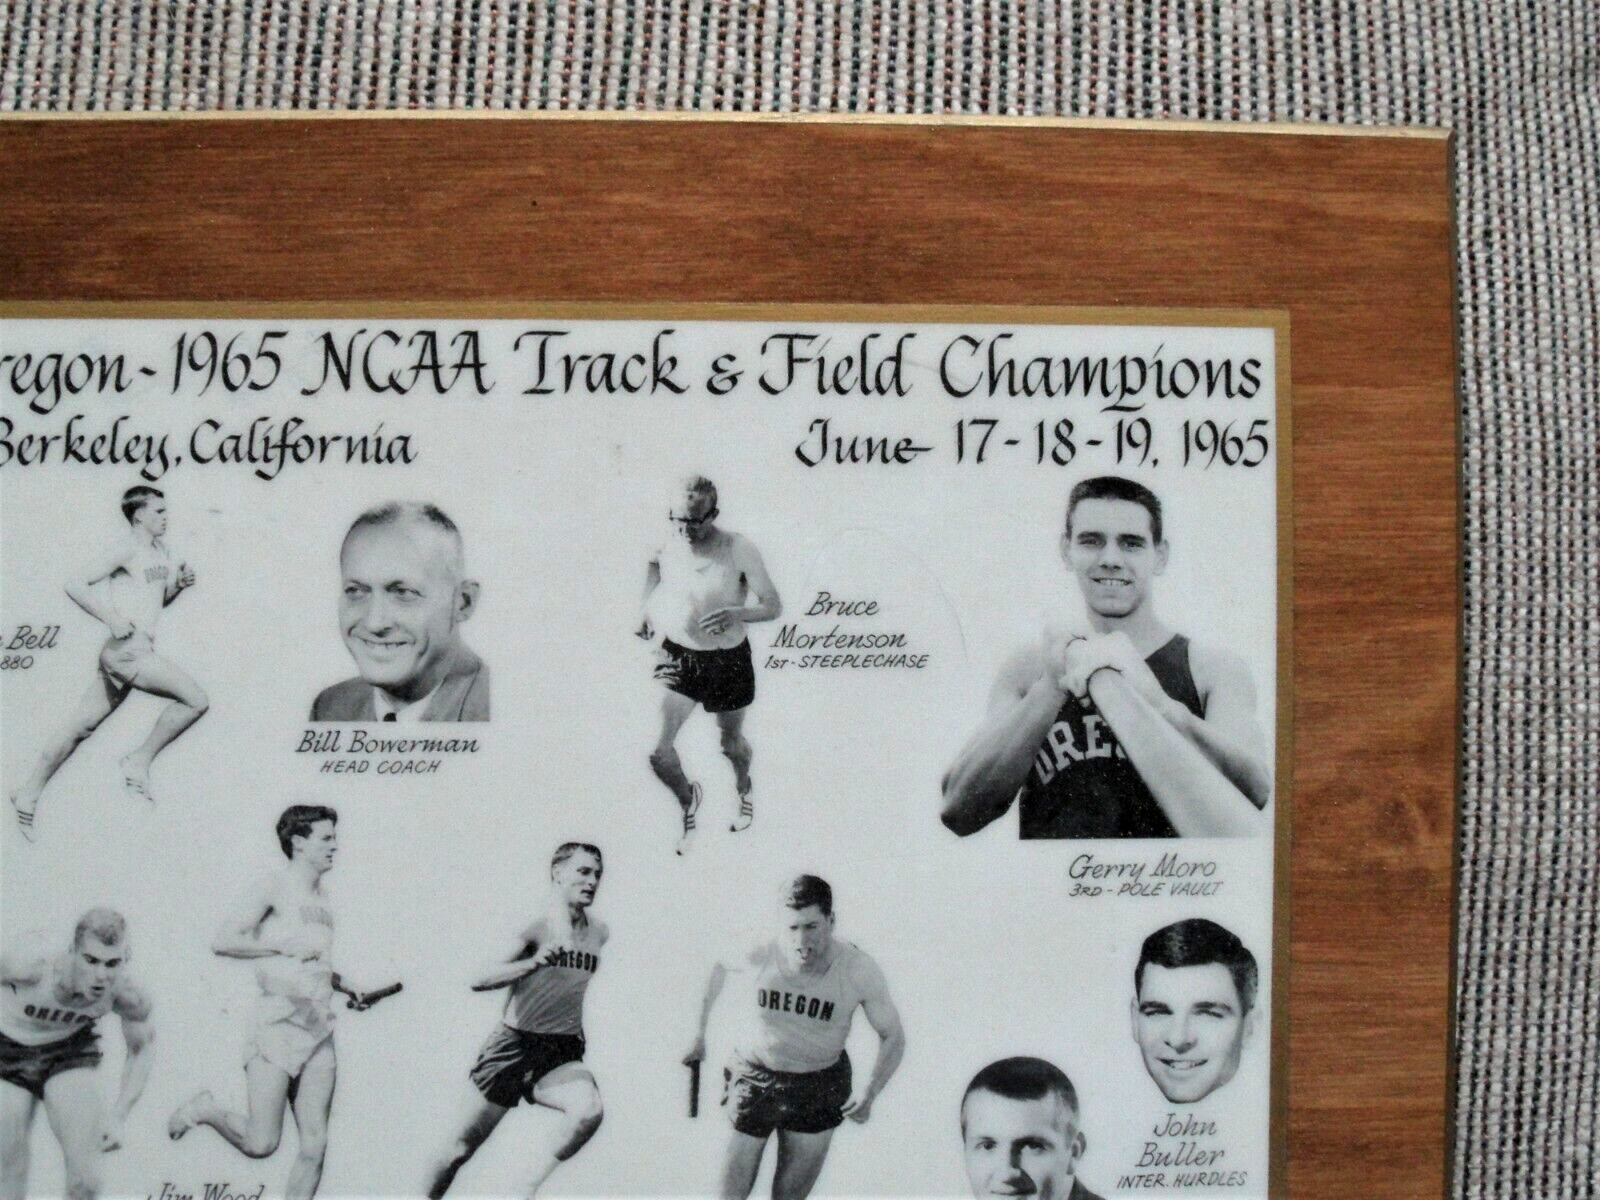 regon - 1965 NCAA Track & Field Champions
Berkeley, California June 17-18-19, 1965
Bell
880
Bill Bowerman
HEAD COACH
Bruce
Mortenson
1ST - STEEPLECHASE
ORE
Gerry Moro
3RD - POLE VAULT
OREGON
OREGON
OREGON
John
Buller
INTER. HURDLES
Jim Wood